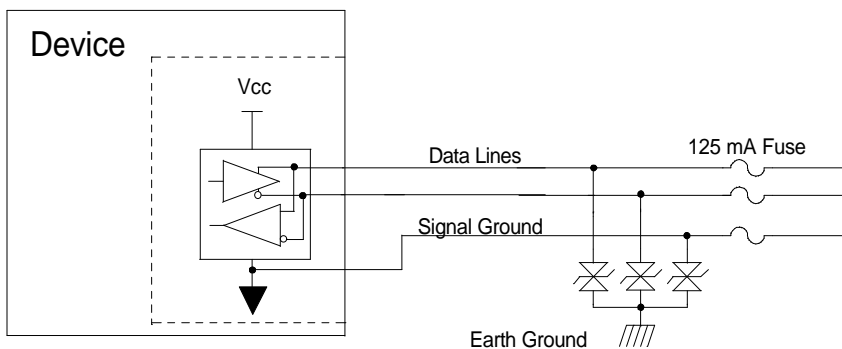 Device
Vcc
Data Lines
125 mA Fuse
Signal Ground
Earth Ground